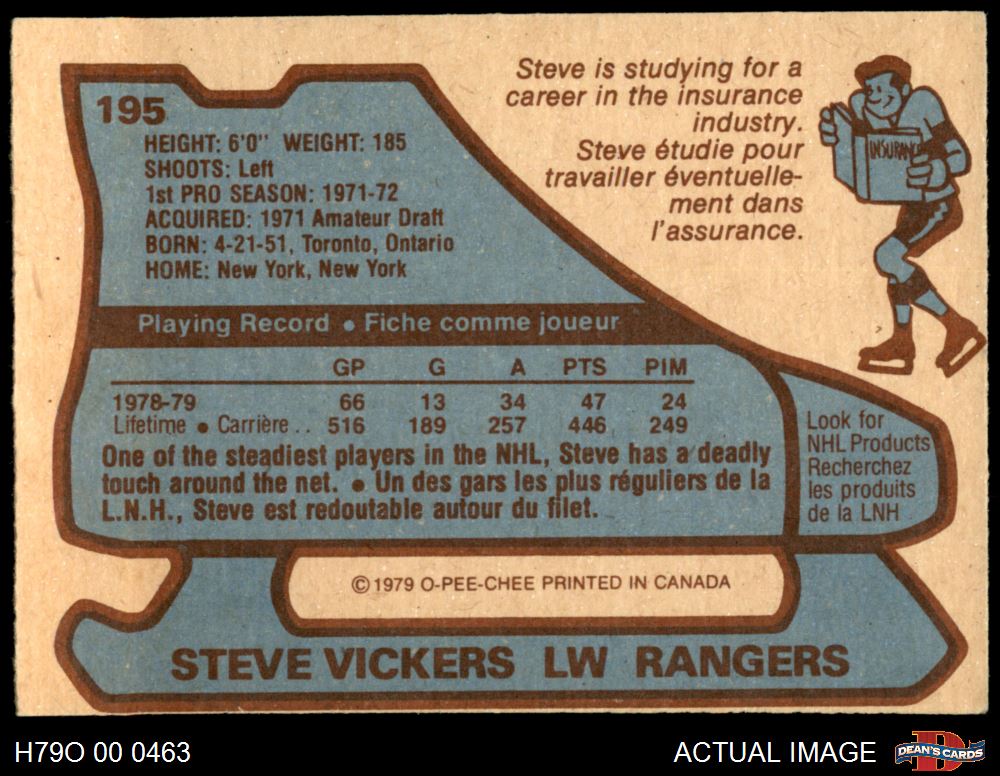 195
HEIGHT: 6'0" WEIGHT: 185
SHOOTS: Left
1st PRO SEASON: 1971-72
ACQUIRED: 1971 Amateur Draft
BORN: 4-21-51, Toronto, Ontario
HOME: New York, New York
Steve is studying for a
career in the insurance
industry.
Steve étudie pour
travailler éventuelle-
ment dans
l'assurance.
INSURANCE
Playing Record • Fiche comme joueur
GP G A PTS PIM
1978-79 66 13 34 47 24
Lifetime • Carrière . . 516 189 257 446 249
One of the steadiest players in the NHL, Steve has a deadly
touch around the net. • Un des gars les plus réguliers de la
L.N.H., Steve est redoutable autour du filet.
Look for
NHL Products
Recherchez
les produits
de la LNH
© 1979 O-PEE-CHEE PRINTED IN CANADA
STEVE VICKERS LW RANGERS
H79O 00 0463
ACTUAL IMAGE
DEAN'S CARDS